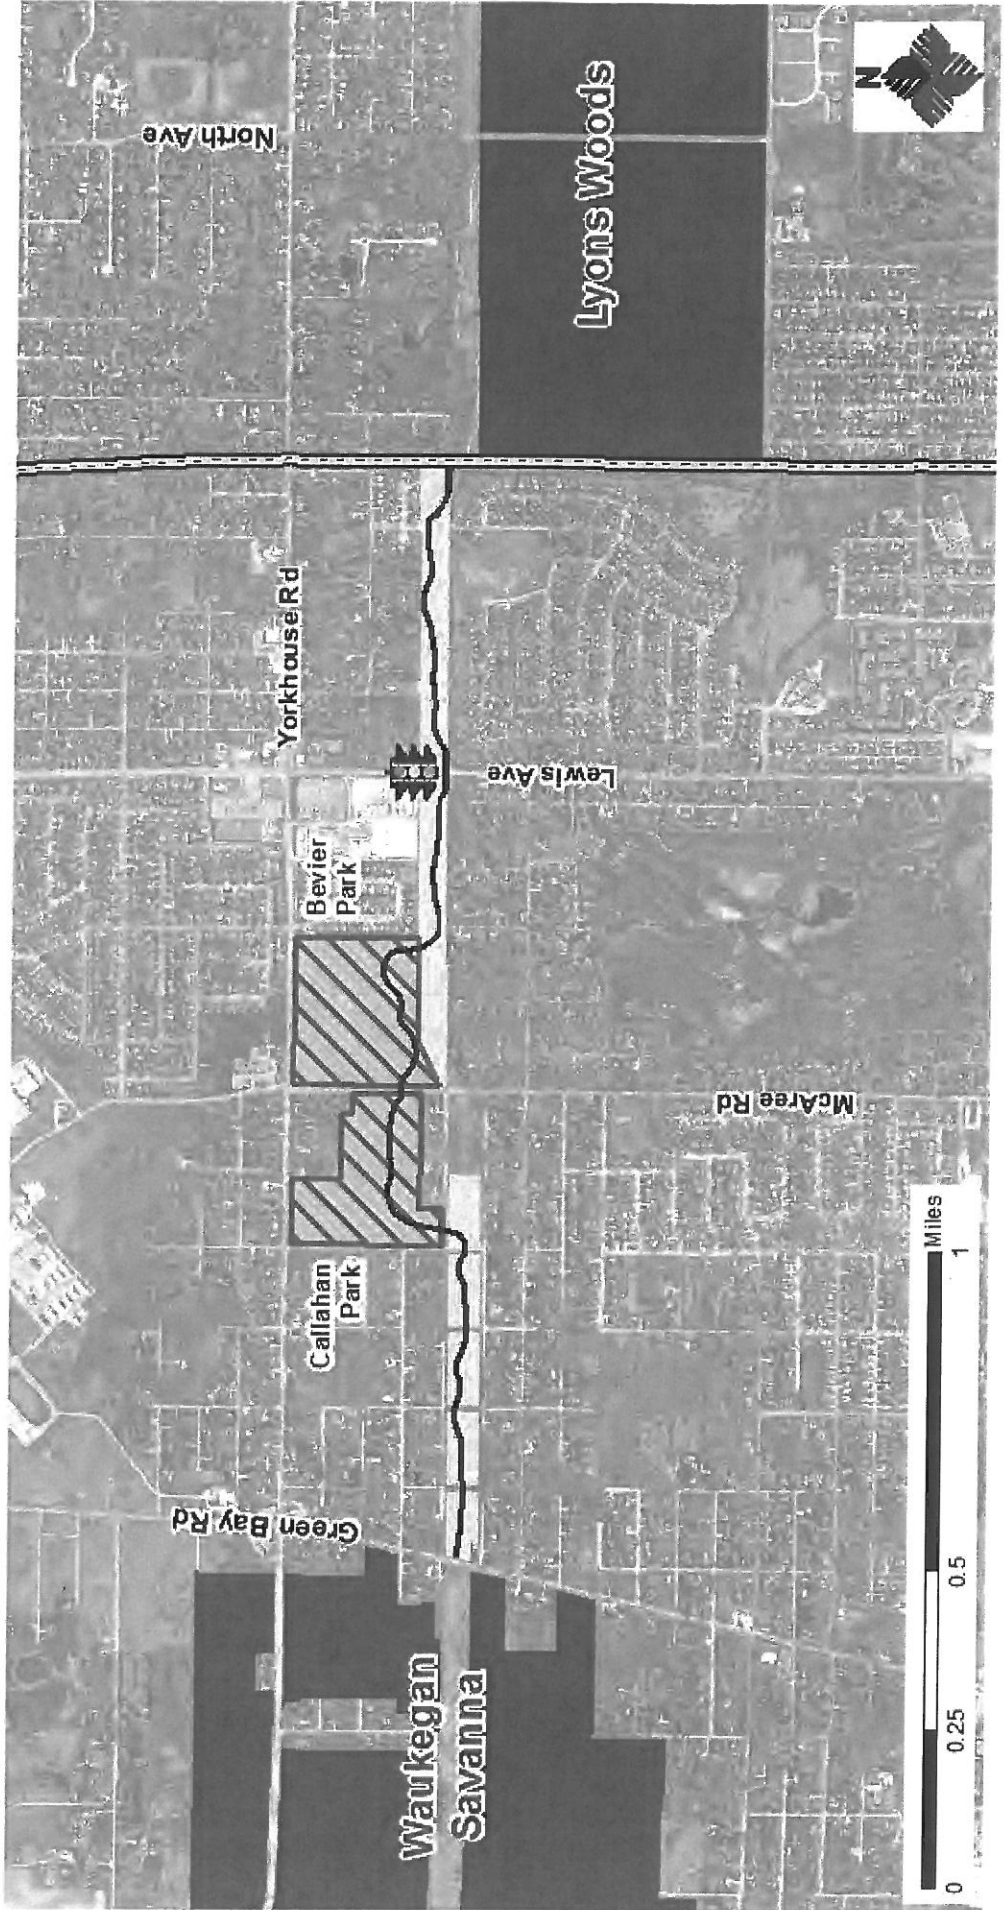 North Ave
Lyons Woods
N
Yorkhouse Rd
Lewis Ave
Bevier
Park
McAree Rd
Callahan
Park
Green Bay Rd
Waukegan
Savanna
Miles
0
0.25
0.5
1